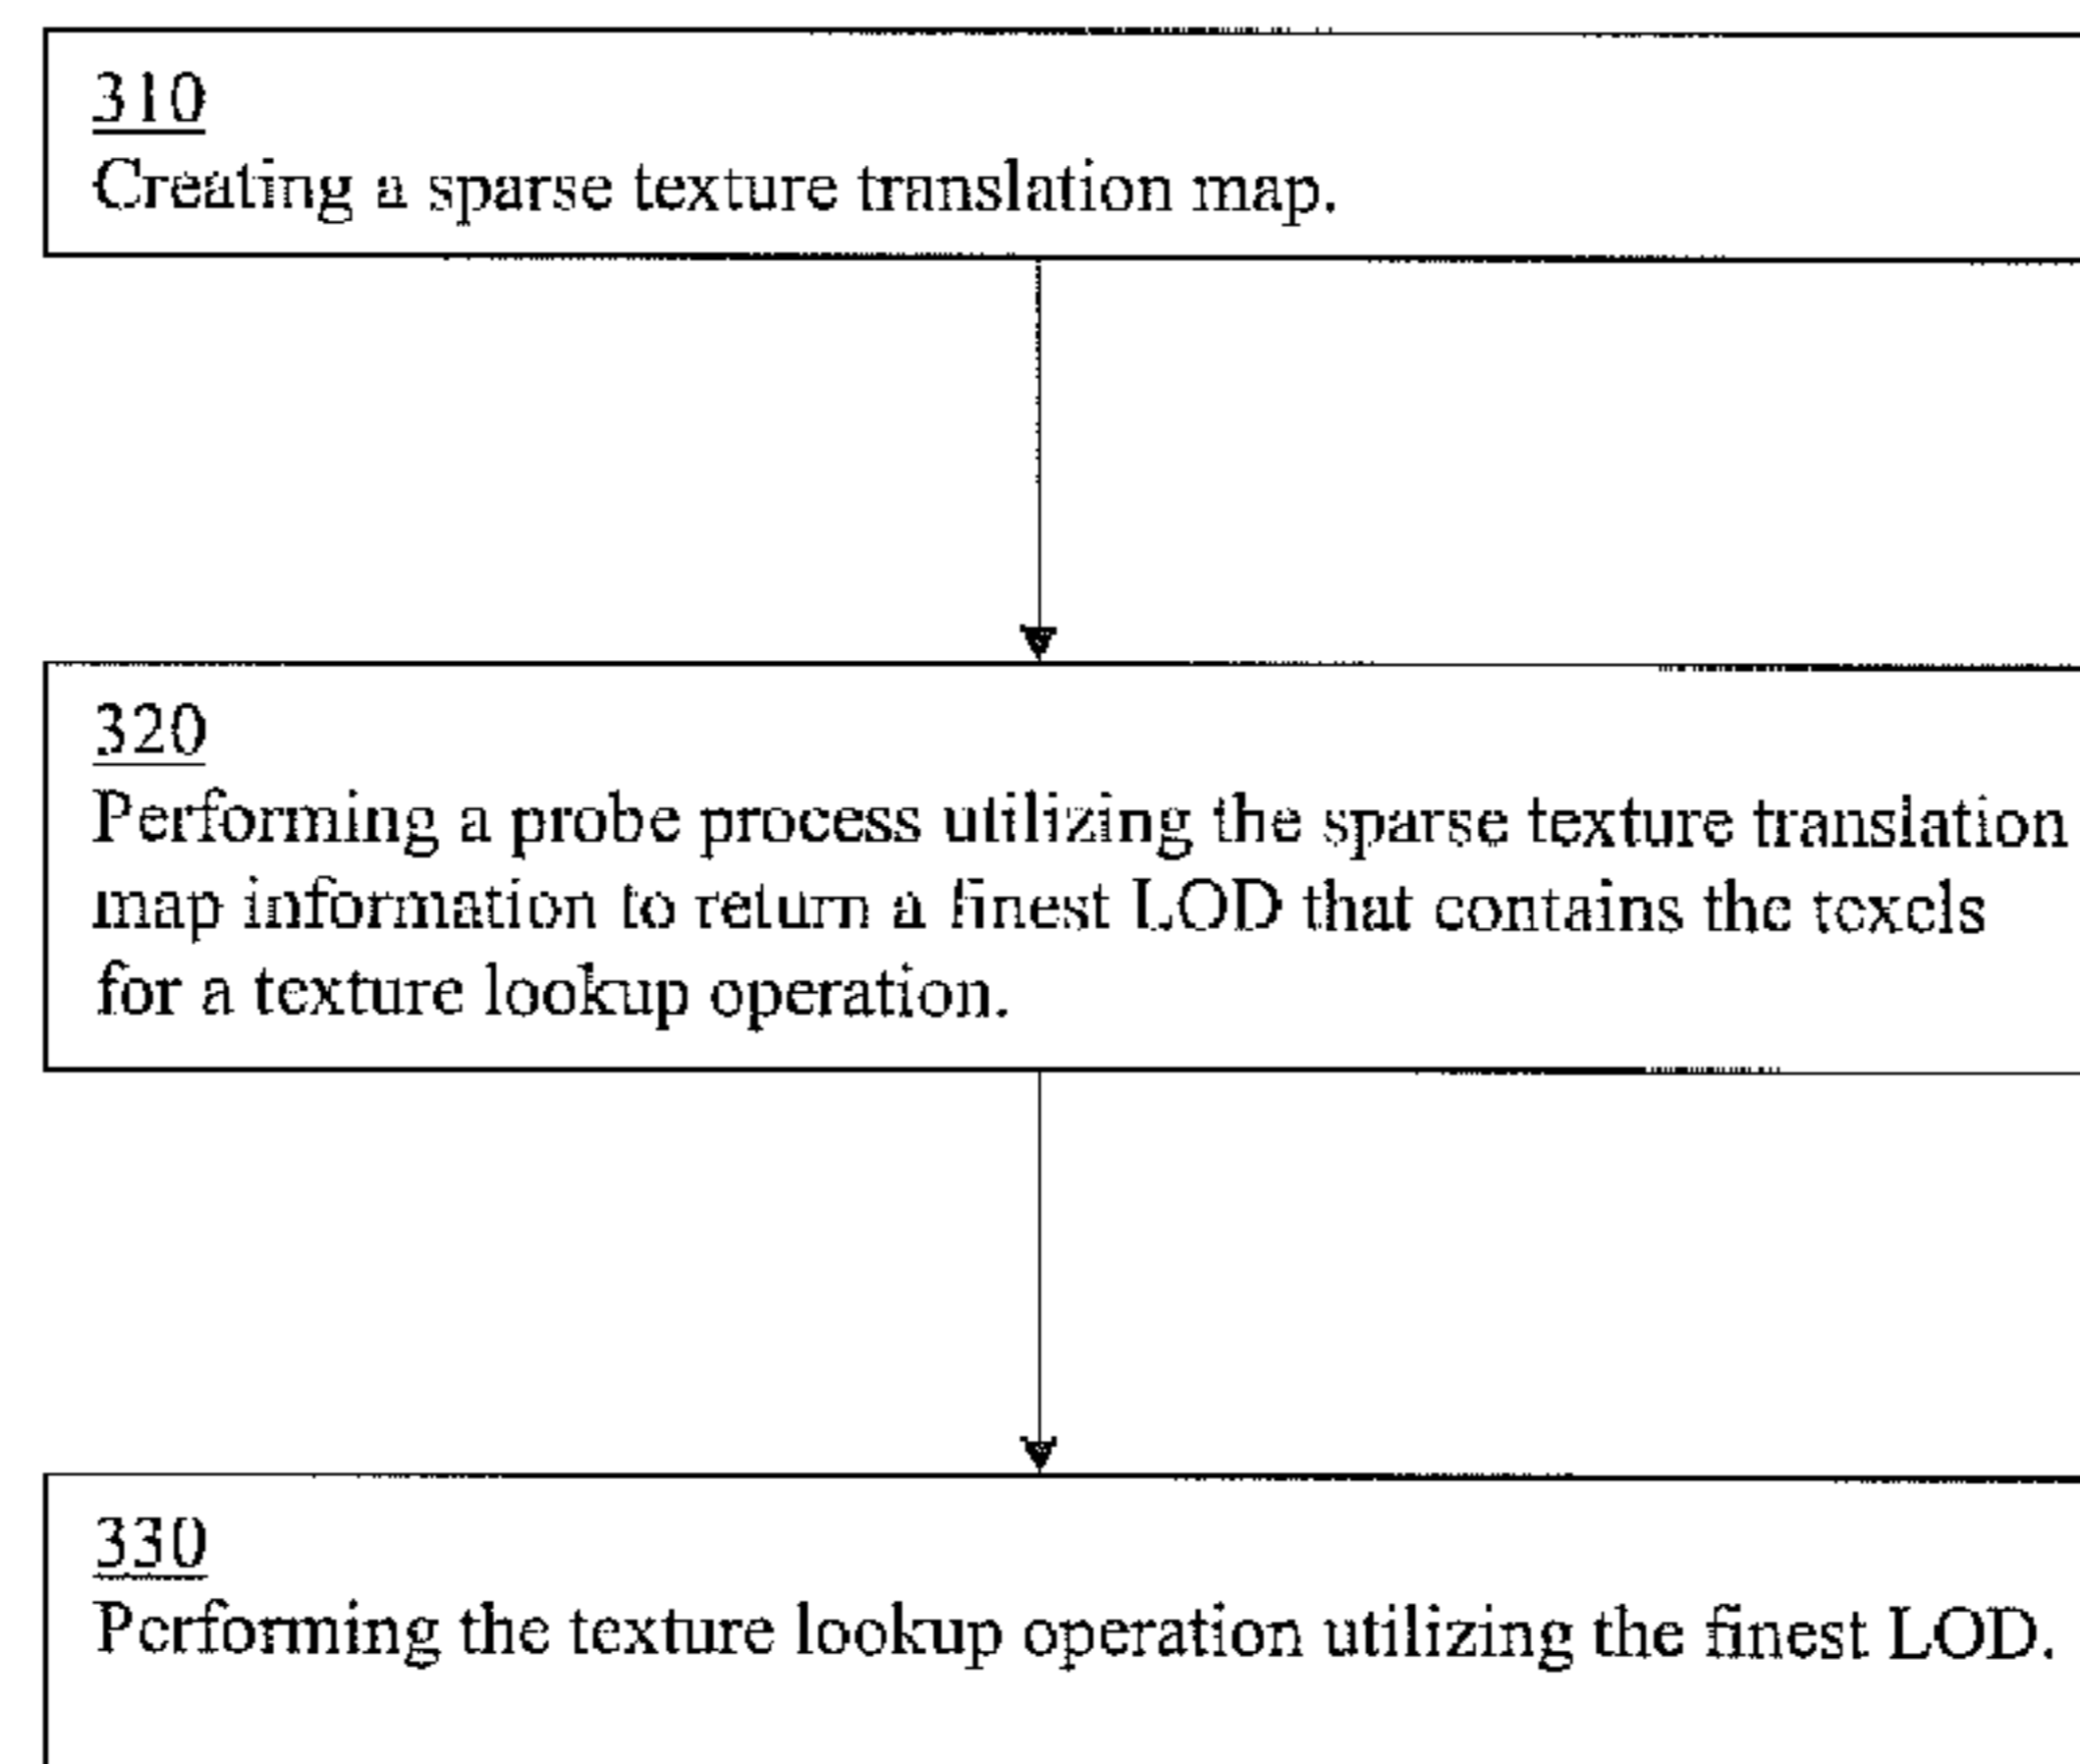 310
Creating a sparse texture translation map.
320
Performing a probe process utilizing the sparse texture translation
map information to return a finest LOD that contains the texels
for a texture lookup operation.
330
Performing the texture lookup operation utilizing the finest LOD.